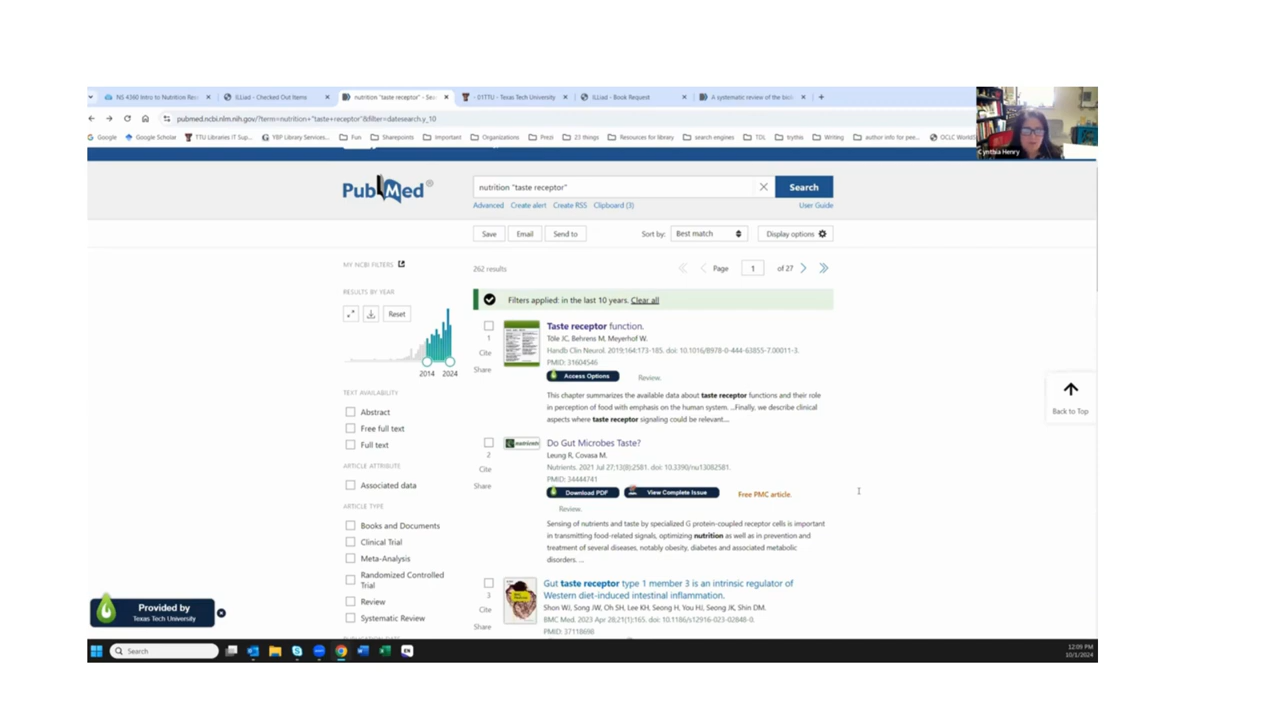 NS 4360 Intro to Nutrition Res
ILLiad - Checked Out Items
nutrition "taste receptor" - Sea
- 01TTU - Texas Tech University
ILLiad - Book Request
A systematic review of the bioa
pubmed.ncbi.nlm.nih.gov/?term=nutrition+"taste+receptor"&filter=datesearch.y_10
Google
Google Scholar
TTU Libraries IT Sup...
YBP Library Services...
Fun
Sharepoints
Important
Organizations
Prezi
23 things
Resources for library
search engines
TDL
trythis
Writing
author info for pee...
OCLC WorldS
Cynthia Henry
PubMed®
nutrition "taste receptor"
Search
Advanced Create alert Create RSS Clipboard (3)
User Guide
Save Email Send to
Sort by: Best match
Display options
MY NCBI FILTERS
262 results
Page 1 of 27
RESULTS BY YEAR
Filters applied: in the last 10 years. Clear all
Reset
2014 2024
1
Cite
Share
Taste receptor function.
Töle JC, Behrens M, Meyerhof W.
Handb Clin Neurol. 2019;164:173-185. doi: 10.1016/B978-0-444-63855-7.00011-3.
PMID: 31604546
Access Options
Review.
This chapter summarizes the available data about taste receptor functions and their role
in perception of food with emphasis on the human system. ...Finally, we describe clinical
aspects where taste receptor signaling could be relevant....
Back to Top
TEXT AVAILABILITY
Abstract
Free full text
Full text
ARTICLE ATTRIBUTE
Associated data
ARTICLE TYPE
Books and Documents
Clinical Trial
Meta-Analysis
Randomized Controlled
Trial
Review
Systematic Review
2
Cite
Share
nutrients
Do Gut Microbes Taste?
Leung R, Covasa M.
Nutrients. 2021 Jul 27;13(8):2581. doi: 10.3390/nu13082581.
PMID: 34444741
Download PDF
View Complete Issue
Free PMC article.
Review.
Sensing of nutrients and taste by specialized G protein-coupled receptor cells is important
in transmitting food-related signals, optimizing nutrition as well as in prevention and
treatment of several diseases, notably obesity, diabetes and associated metabolic
disorders. ...
3
Cite
Share
Gut taste receptor type 1 member 3 is an intrinsic regulator of
Western diet-induced intestinal inflammation.
Shon WJ, Song JW, Oh SH, Lee KH, Seong H, You HJ, Seong JK, Shin DM.
BMC Med. 2023 Apr 28;21(1):165. doi: 10.1186/s12916-023-02848-0.
PMID: 37118698
Provided by
Texas Tech University
Search
12:09 PM
10/1/2024